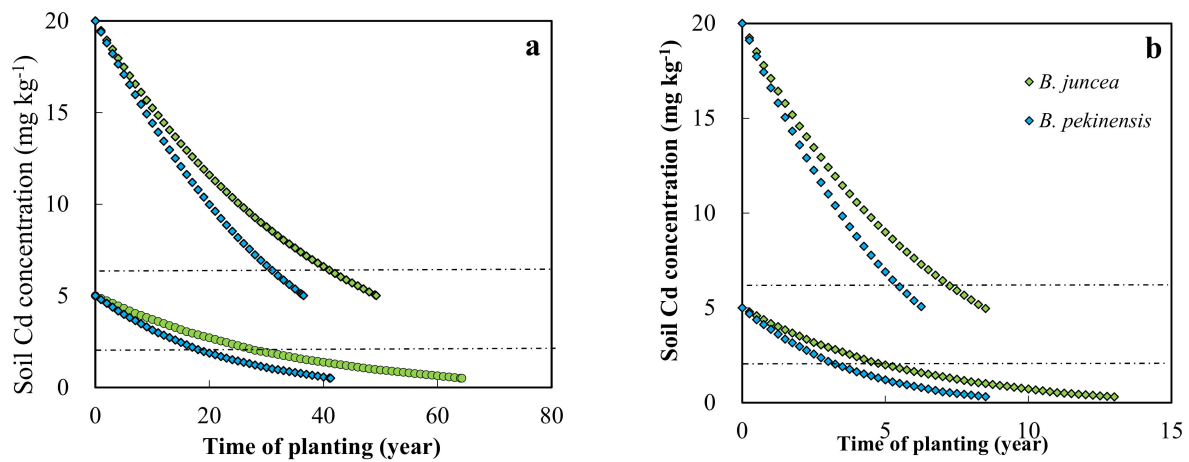 a
20
15
10
5
0
Soil Cd concentration (mg kg⁻¹)
0 20 40 60 80
Time of planting (year)
b
20
15
10
5
0
Soil Cd concentration (mg kg⁻¹)
B. juncea
B. pekinensis
0 5 10 15
Time of planting (year)